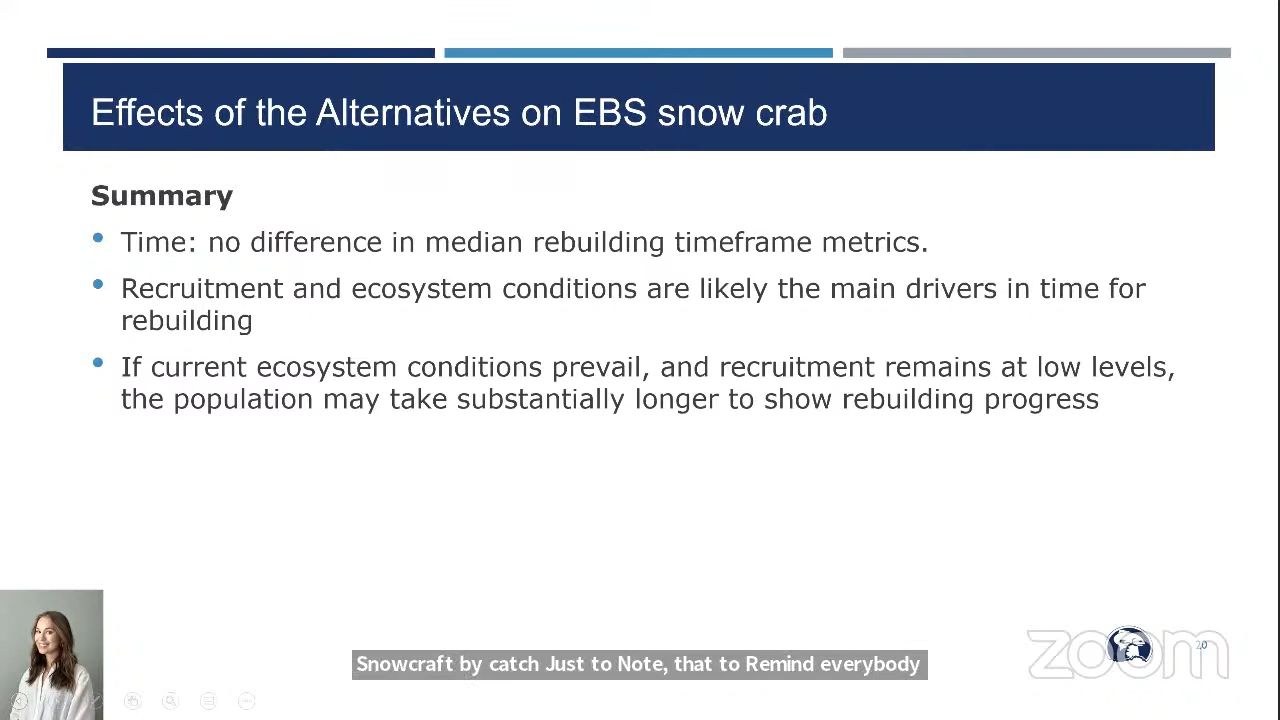 Effects of the Alternatives on EBS snow crab
Summary
Time: no difference in median rebuilding timeframe metrics.
Recruitment and ecosystem conditions are likely the main drivers in time for
rebuilding
If current ecosystem conditions prevail, and recruitment remains at low levels,
the population may take substantially longer to show rebuilding progress
zoom
20
Snowcraft by catch Just to Note, that to Remind everybody